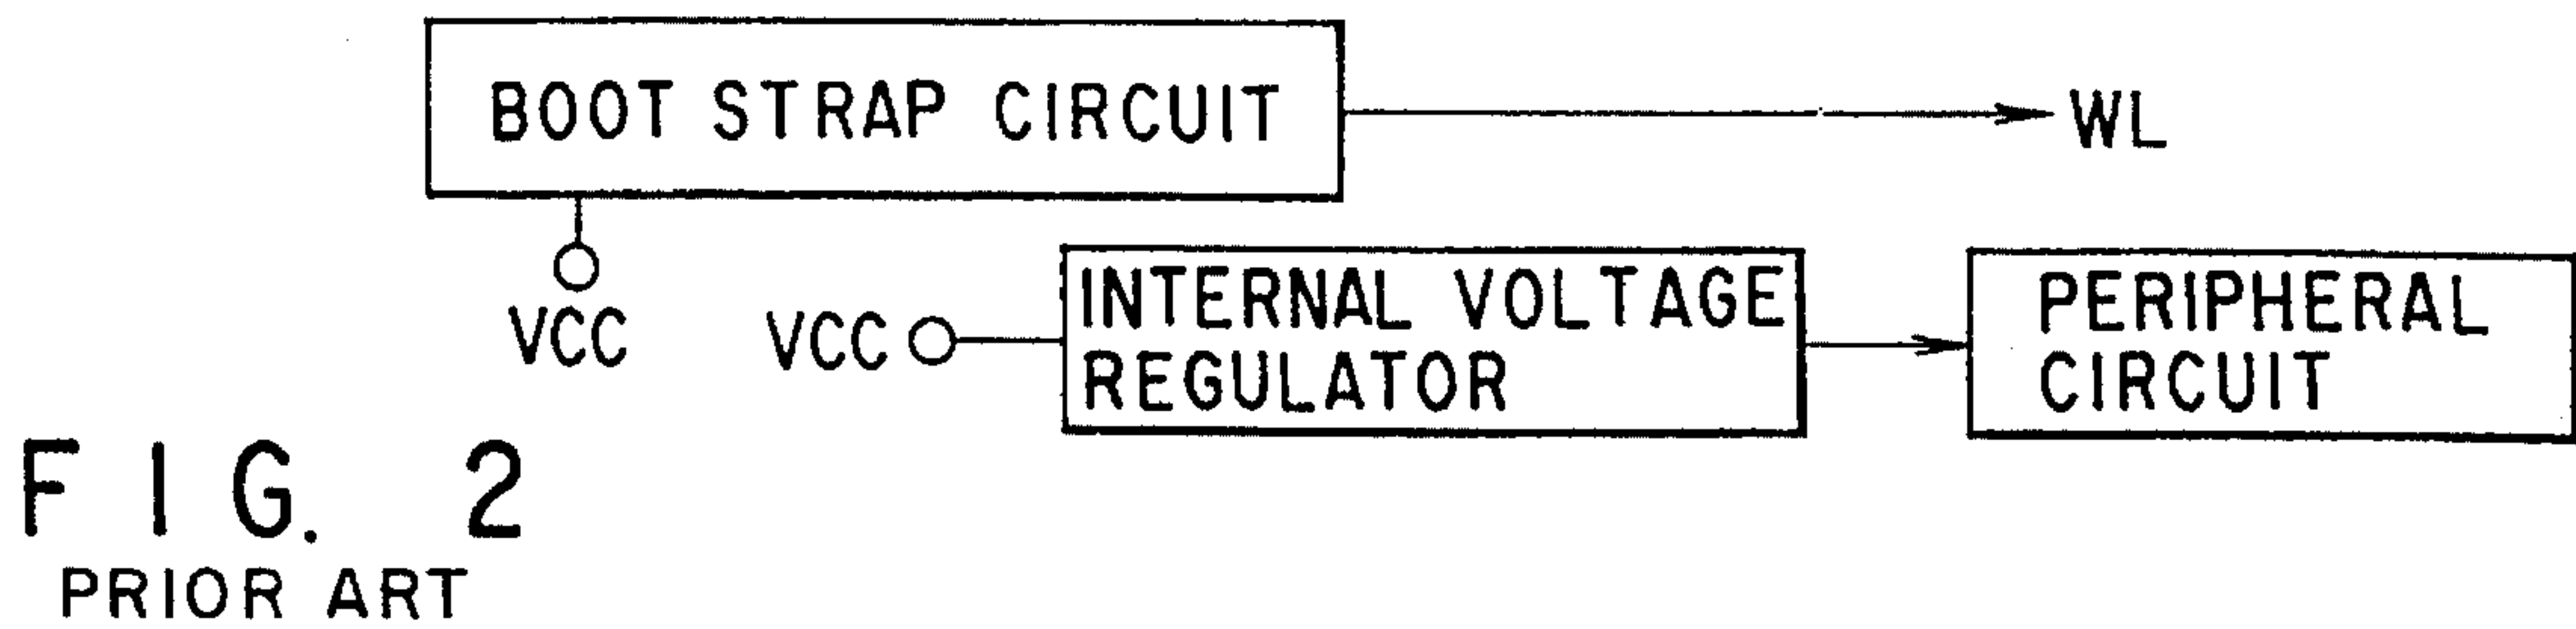 BOOT STRAP CIRCUIT
WL
VCC
VCC
INTERNAL VOLTAGE
REGULATOR
PERIPHERAL
CIRCUIT
FIG. 2
PRIOR ART